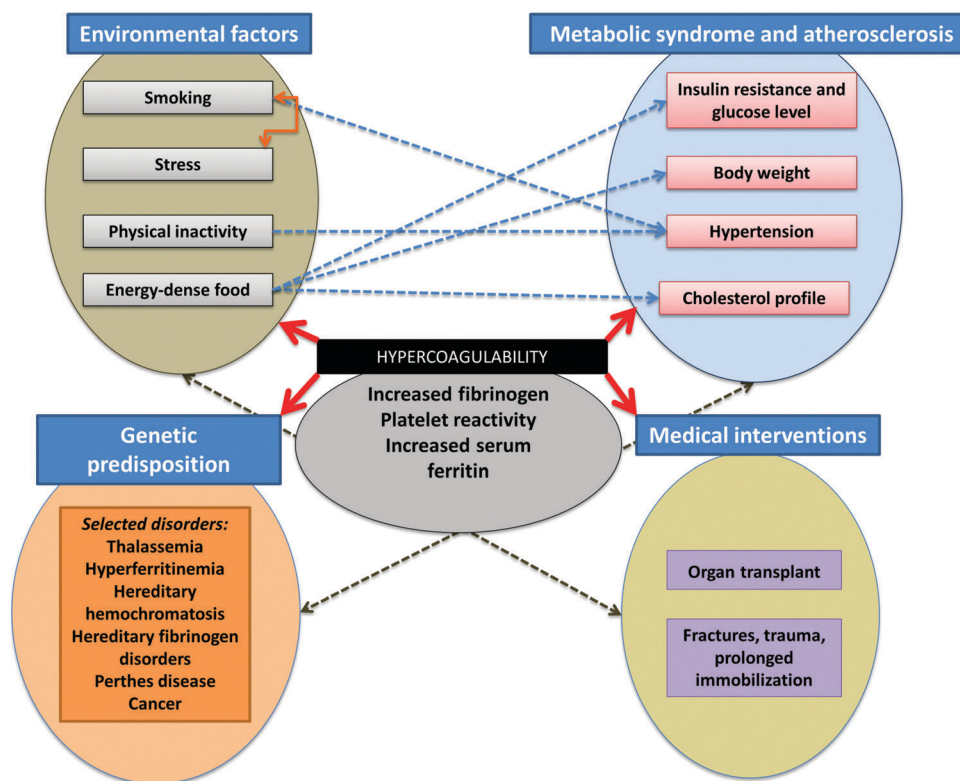 Environmental factors
Smoking
Stress
Physical inactivity
Energy-dense food
Metabolic syndrome and atherosclerosis
Insulin resistance and
glucose level
Body weight
Hypertension
Cholesterol profile
HYPERCOAGULABILITY
Increased fibrinogen
Platelet reactivity
Increased serum
ferritin
Genetic
predisposition
Selected disorders:
Thalassemia
Hyperferritinemia
Hereditary
hemochromatosis
Hereditary fibrinogen
disorders
Perthes disease
Cancer
Medical interventions
Organ transplant
Fractures, trauma,
prolonged
immobilization